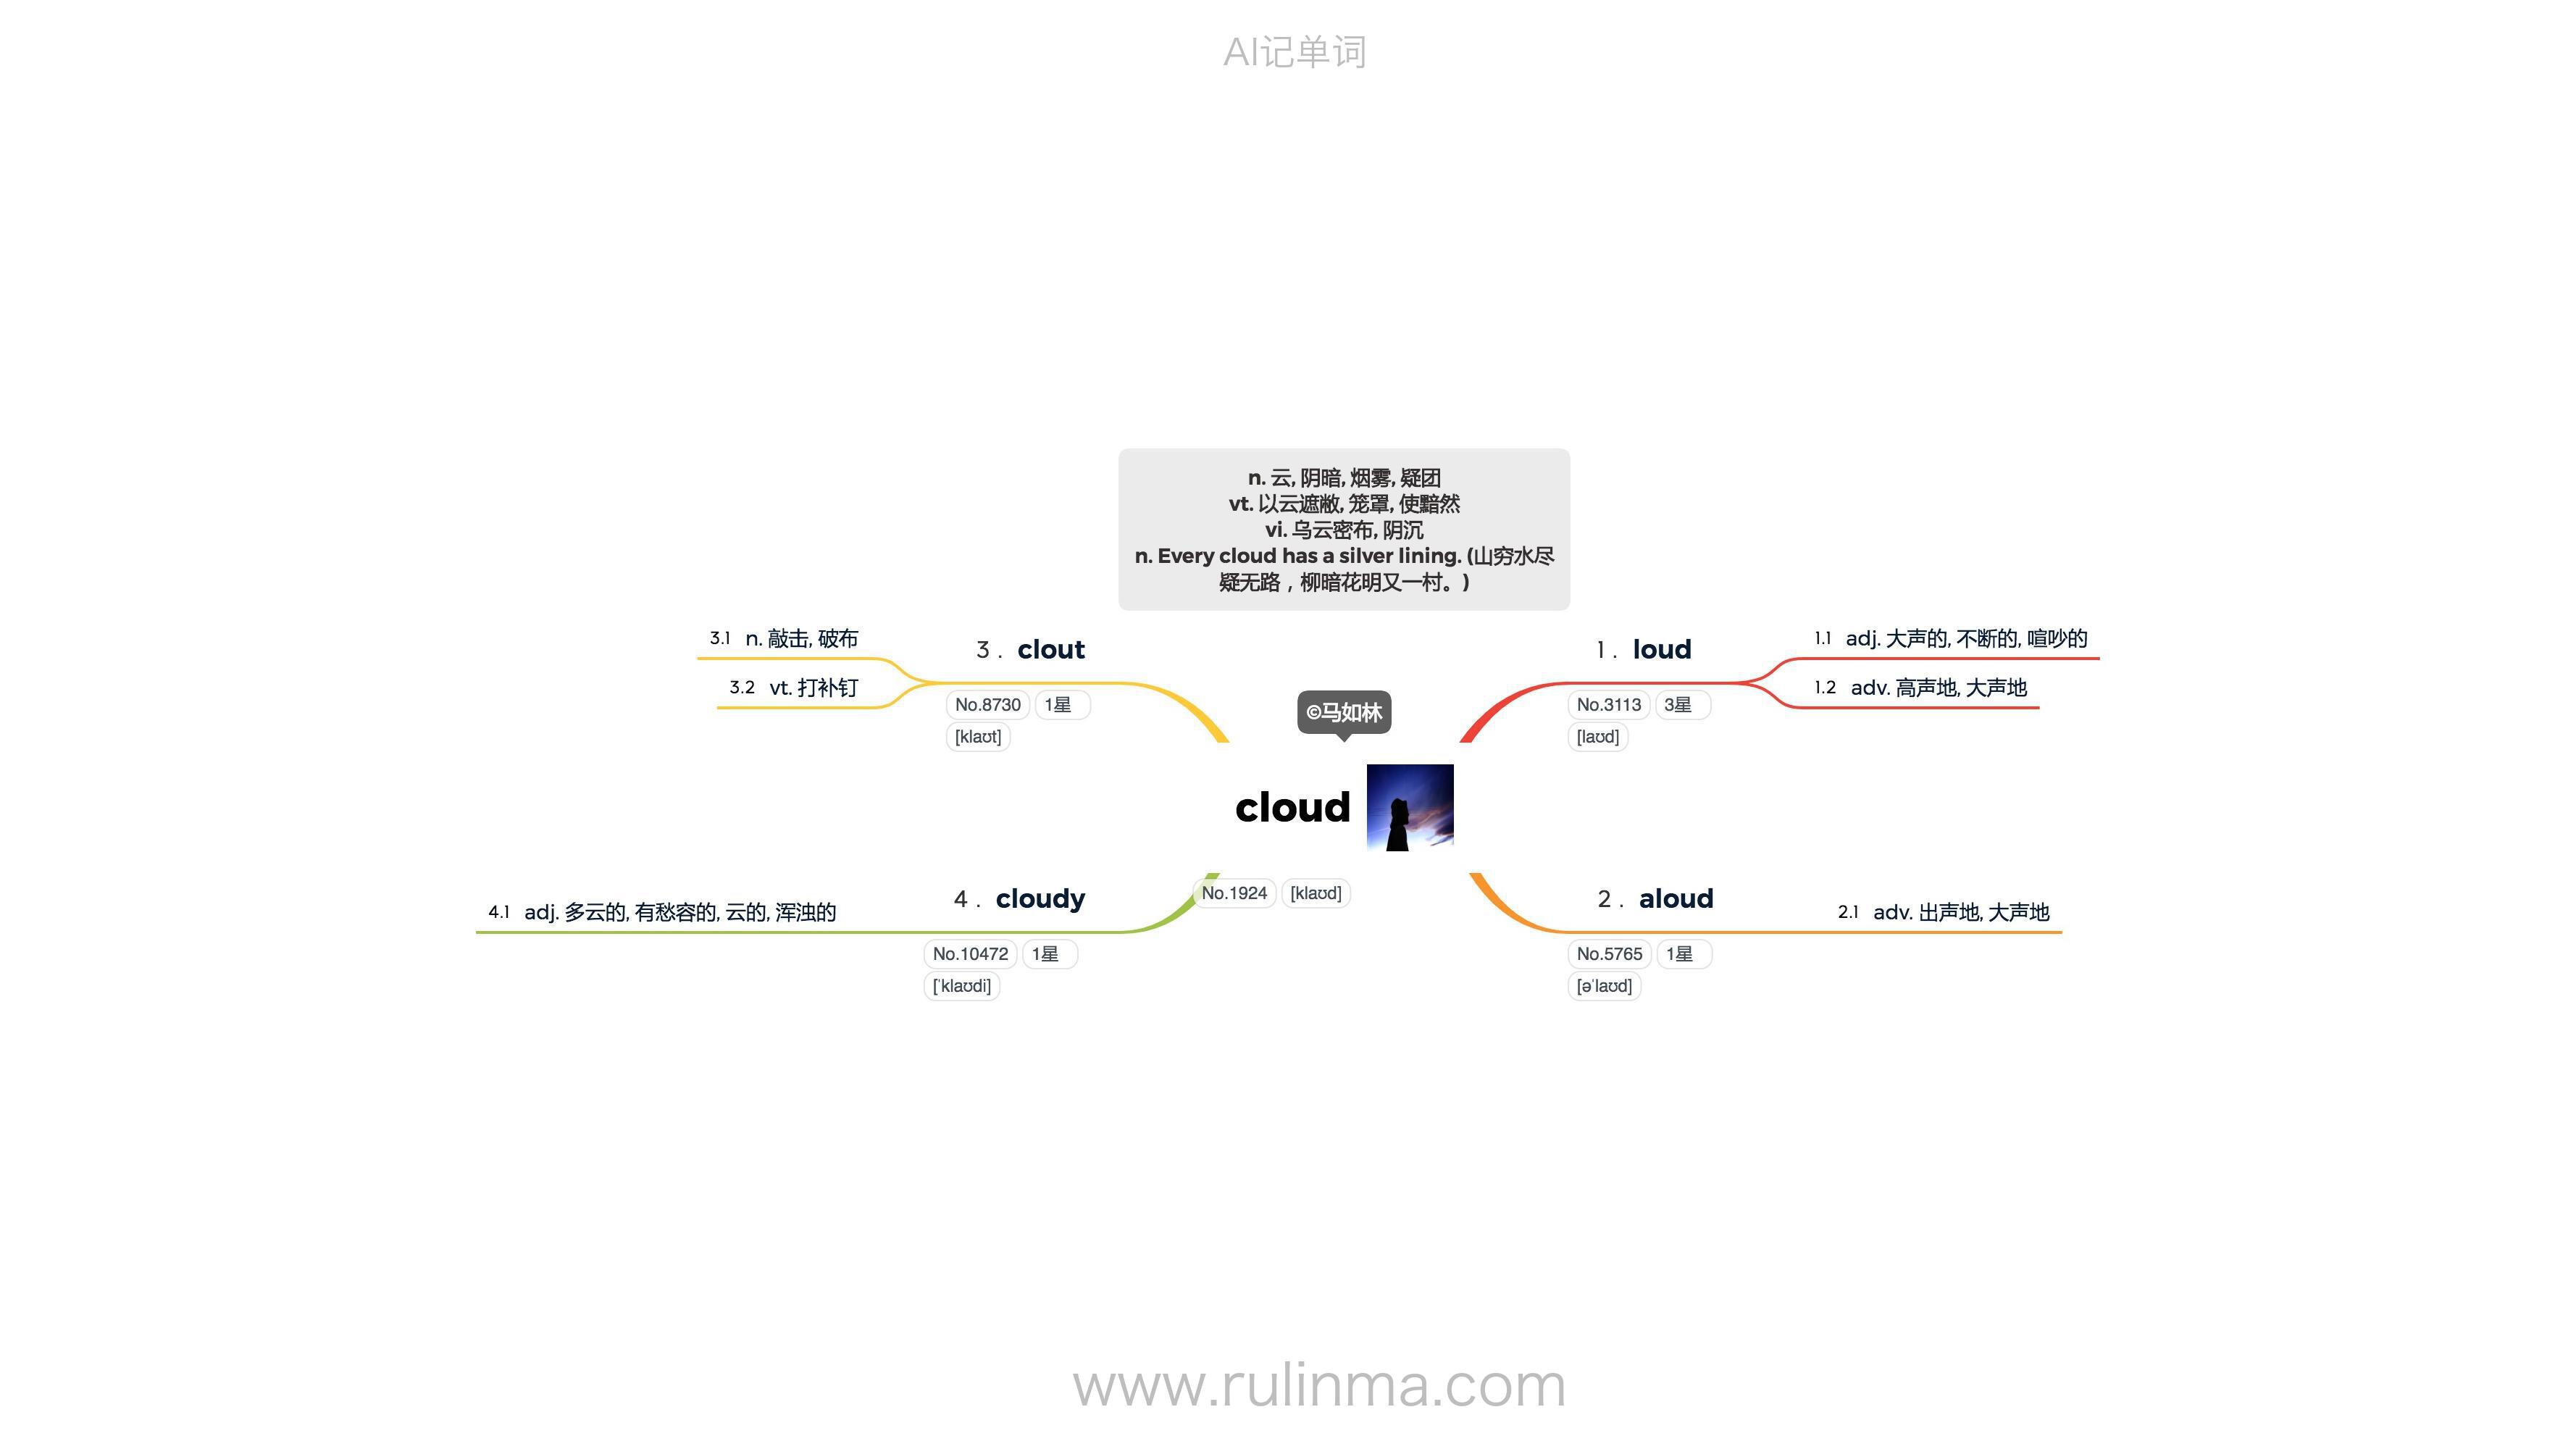 AI记单词
n. 云, 阴暗, 烟雾, 疑团
vt. 以云遮敝, 笼罩, 使黯然
vi. 乌云密布, 阴沉
n. Every cloud has a silver lining. (山穷水尽
疑无路，柳暗花明又一村。)
©马如林
cloud
No.1924 [klaʊd]
1. loud
No.3113 3星
[laʊd]
1.1 adj. 大声的, 不断的, 喧吵的
1.2 adv. 高声地, 大声地
2. aloud
No.5765 1星
[əˈlaʊd]
2.1 adv. 出声地, 大声地
3. clout
No.8730 1星
[klaʊt]
3.1 n. 敲击, 破布
3.2 vt. 打补钉
4. cloudy
No.10472 1星
[ˈklaʊdi]
4.1 adj. 多云的, 有愁容的, 云的, 浑浊的
www.rulinma.com